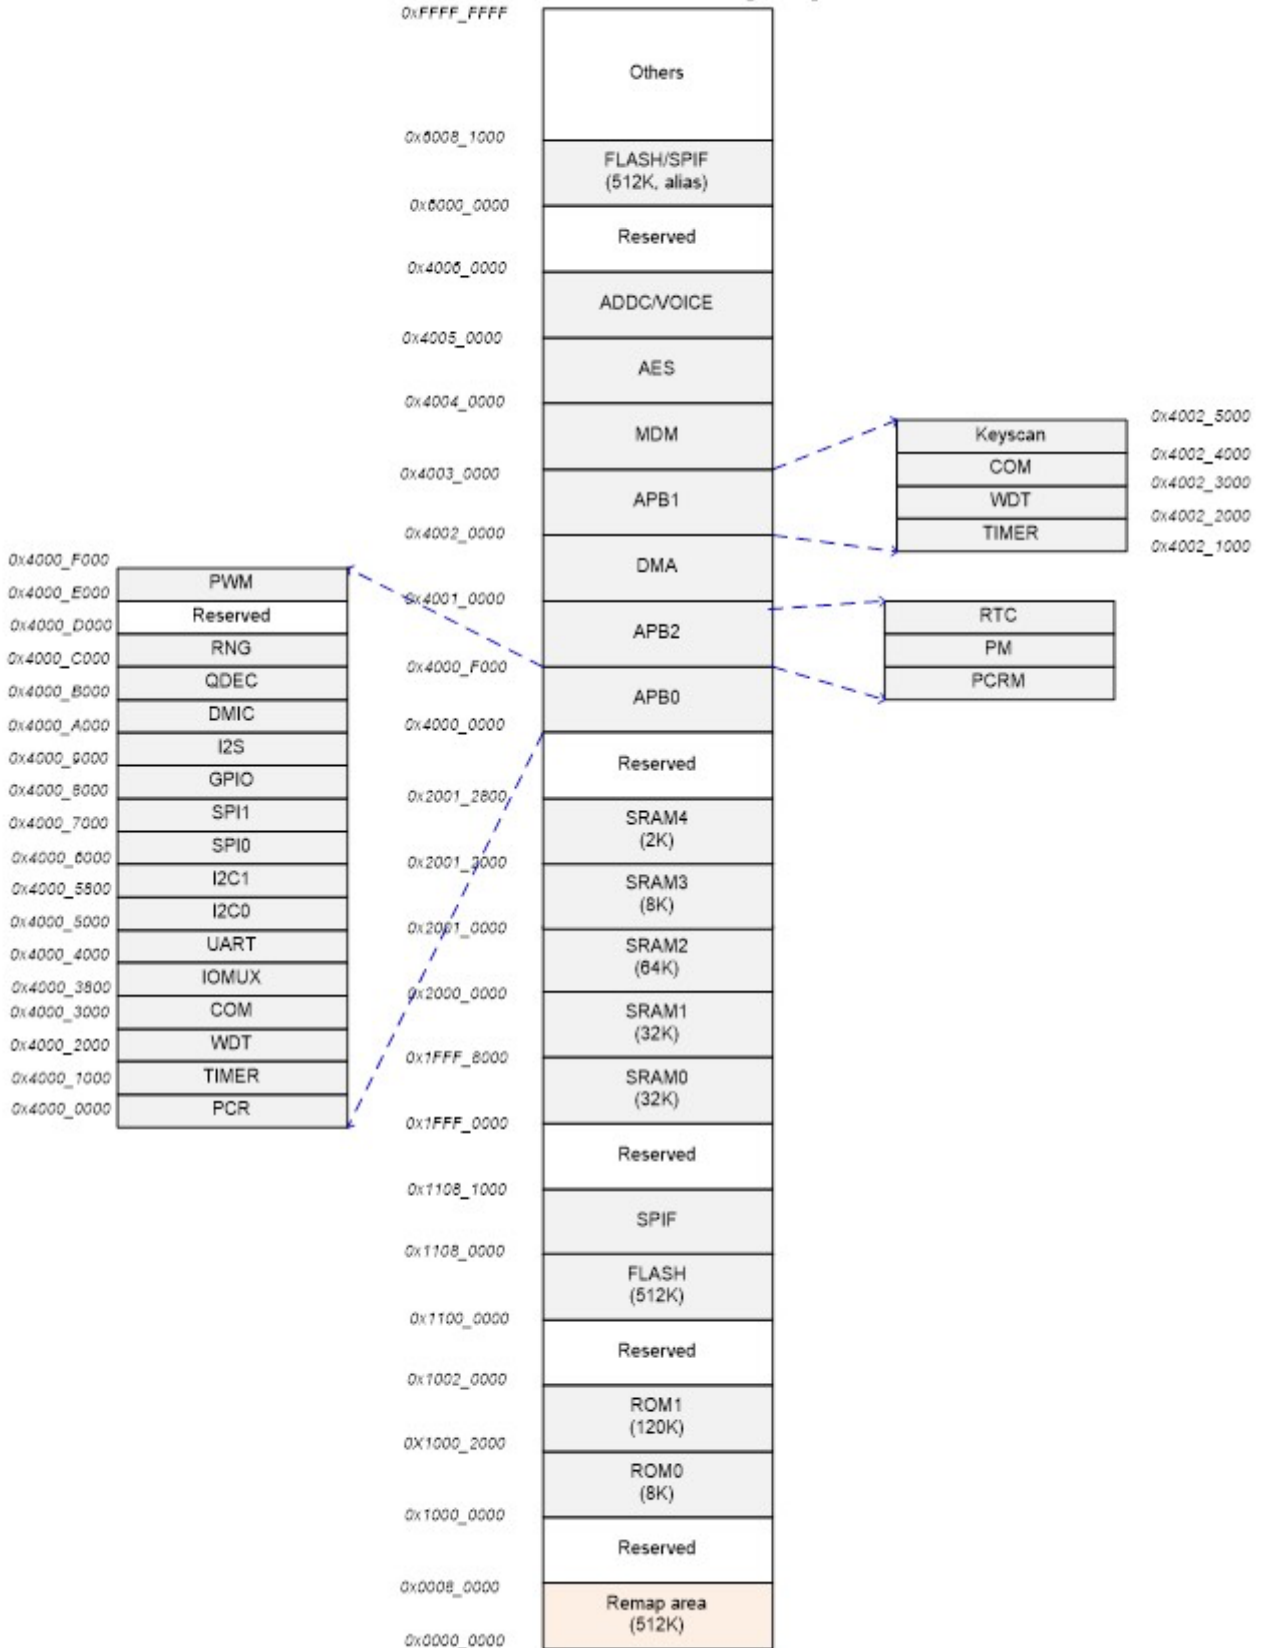 0xFFFF_FFFF
Others
0x6008_1000
FLASH/SPIF
(512K, alias)
0x6000_0000
Reserved
0x4006_0000
ADDC/VOICE
0x4005_0000
AES
0x4004_0000
MDM
0x4003_0000
APB1
0x4002_0000
DMA
0x4001_0000
APB2
0x4000_F000
APB0
0x4000_0000
Reserved
0x2001_2800
SRAM4
(2K)
0x2001_2000
SRAM3
(8K)
0x2001_0000
SRAM2
(64K)
0x2000_0000
SRAM1
(32K)
0x1FFF_8000
SRAM0
(32K)
0x1FFF_0000
Reserved
0x1108_1000
SPIF
0x1108_0000
FLASH
(512K)
0x1100_0000
Reserved
0x1002_0000
ROM1
(120K)
0X1000_2000
ROM0
(8K)
0x1000_0000
Reserved
0x0008_0000
Remap area
(512K)
0x0000_0000
0x4000_F000
PWM
0x4000_E000
Reserved
0x4000_D000
RNG
0x4000_C000
QDEC
0x4000_B000
DMIC
0x4000_A000
I2S
0x4000_9000
GPIO
0x4000_8000
SPI1
0x4000_7000
SPI0
0x4000_6000
I2C1
0x4000_5800
I2C0
0x4000_5000
UART
0x4000_4000
IOMUX
0x4000_3800
COM
0x4000_3000
WDT
0x4000_2000
TIMER
0x4000_1000
PCR
0x4000_0000
0x4002_5000
Keyscan
0x4002_4000
COM
0x4002_3000
WDT
0x4002_2000
TIMER
0x4002_1000
RTC
PM
PCRM